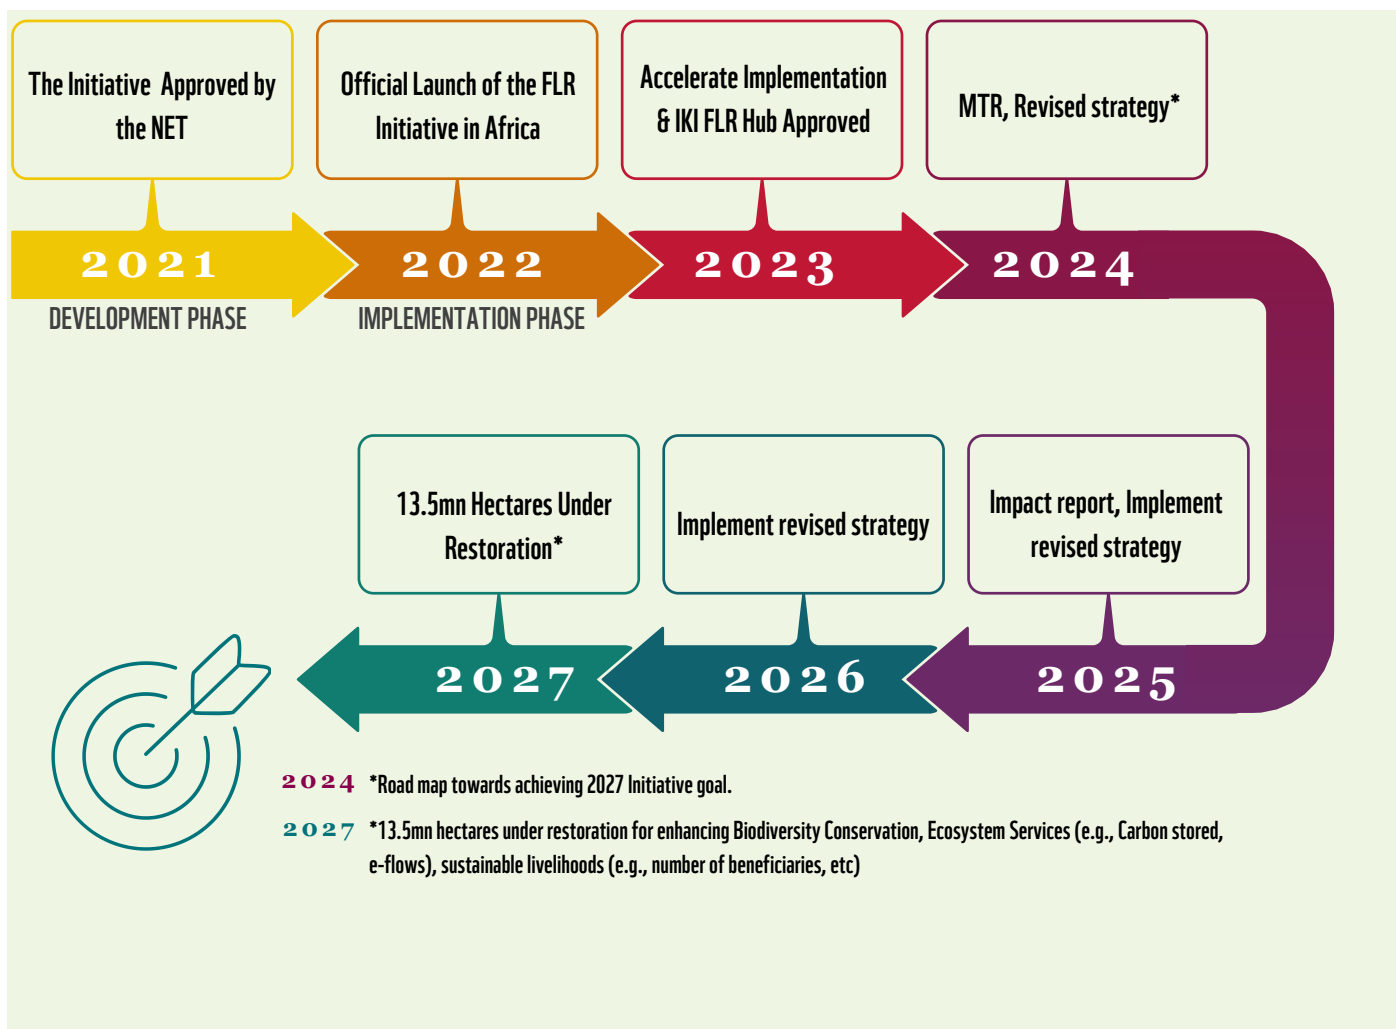 The Initiative Approved by
the NET
Official Launch of the FLR
Initiative in Africa
Accelerate Implementation
& IKI FLR Hub Approved
MTR, Revised strategy*
2021
2022
2023
2024
DEVELOPMENT PHASE
IMPLEMENTATION PHASE
13.5mn Hectares Under
Restoration*
Implement revised strategy
Impact report, Implement
revised strategy
2027
2026
2025
2024 *Road map towards achieving 2027 Initiative goal.
2027 *13.5mn hectares under restoration for enhancing Biodiversity Conservation, Ecosystem Services (e.g., Carbon stored,
e-flows), sustainable livelihoods (e.g., number of beneficiaries, etc)